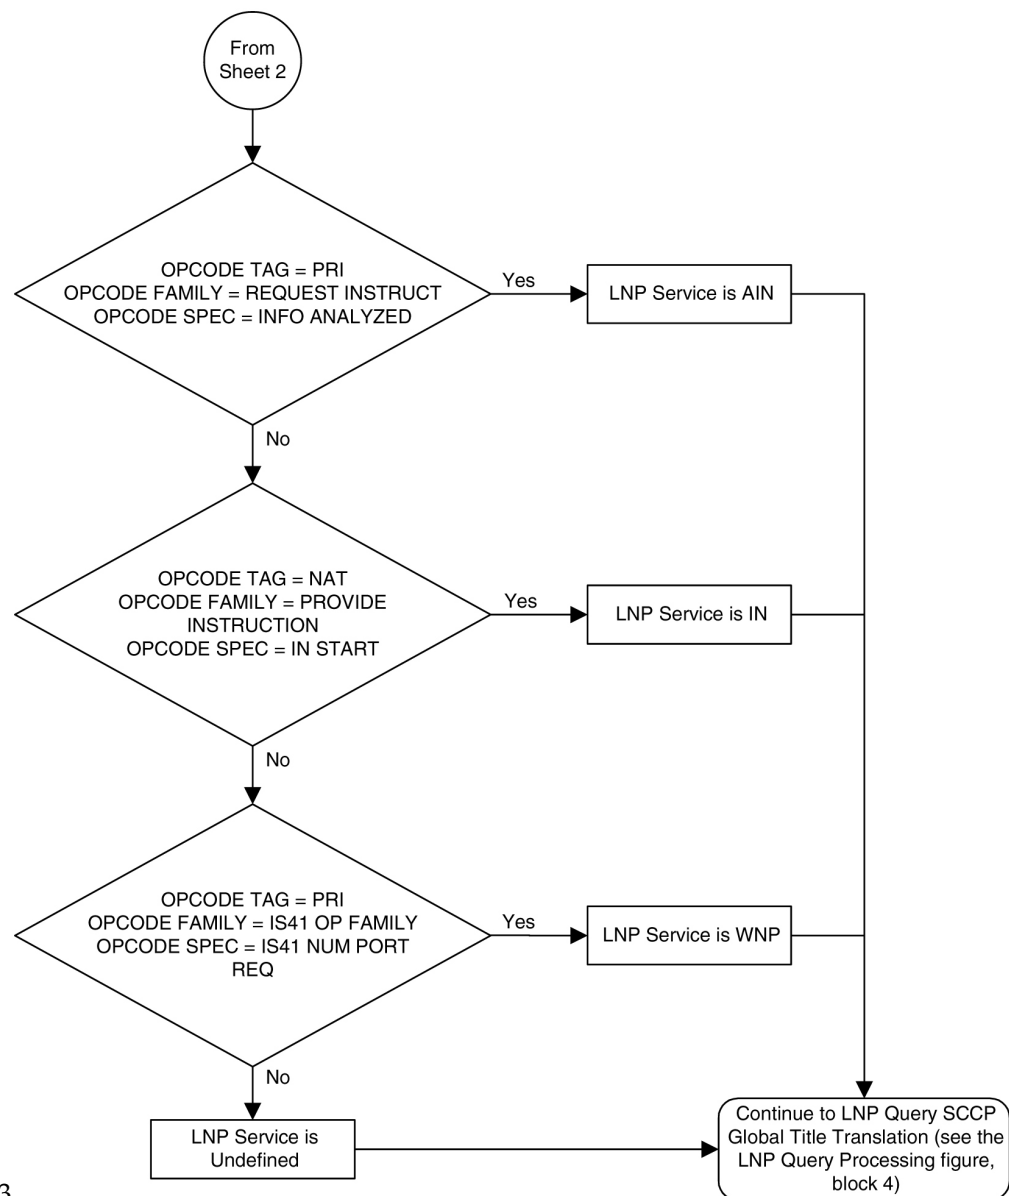 From
Sheet 2
OPCODE TAG = PRI
OPCODE FAMILY = REQUEST INSTRUCT
OPCODE SPEC = INFO ANALYZED
Yes
LNP Service is AIN
No
OPCODE TAG = NAT
OPCODE FAMILY = PROVIDE
INSTRUCTION
OPCODE SPEC = IN START
Yes
LNP Service is IN
No
OPCODE TAG = PRI
OPCODE FAMILY = IS41 OP FAMILY
OPCODE SPEC = IS41 NUM PORT
REQ
Yes
LNP Service is WNP
No
LNP Service is
Undefined
Continue to LNP Query SCCP
Global Title Translation (see the
LNP Query Processing figure,
block 4)